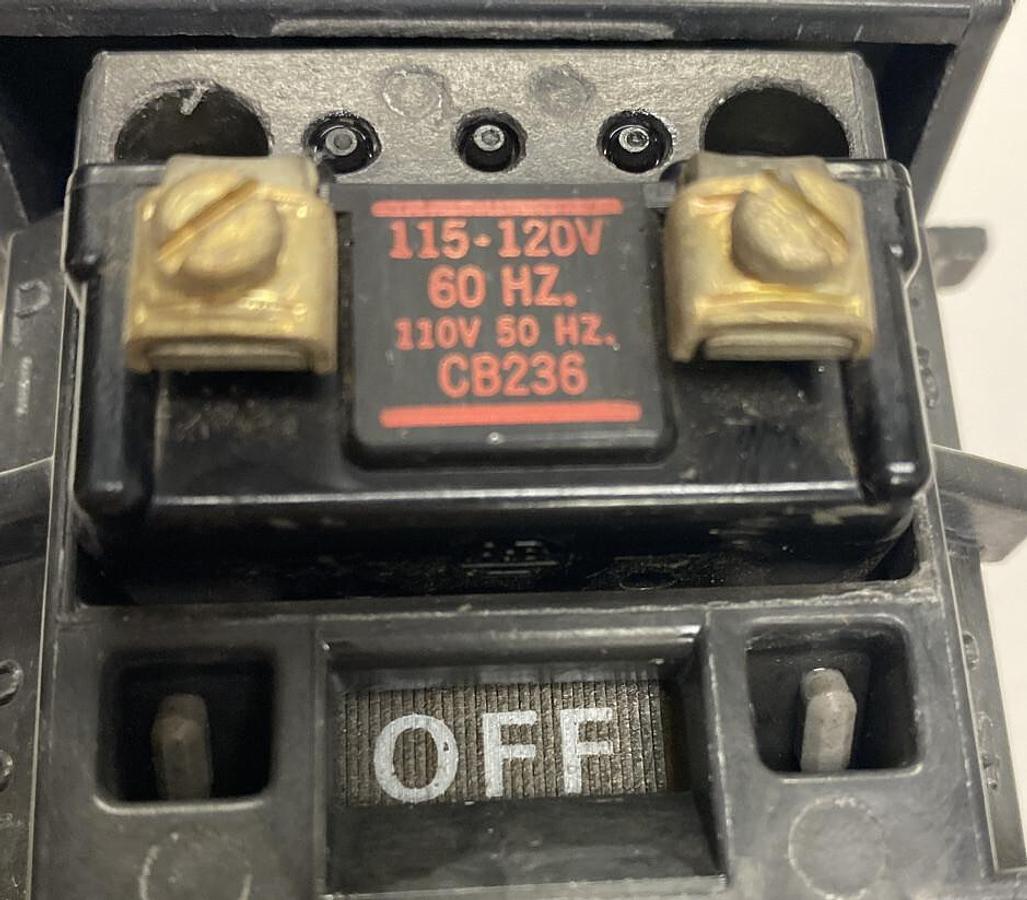 115-120V
60 HZ.
110V 50 HZ.
CB236
OFF